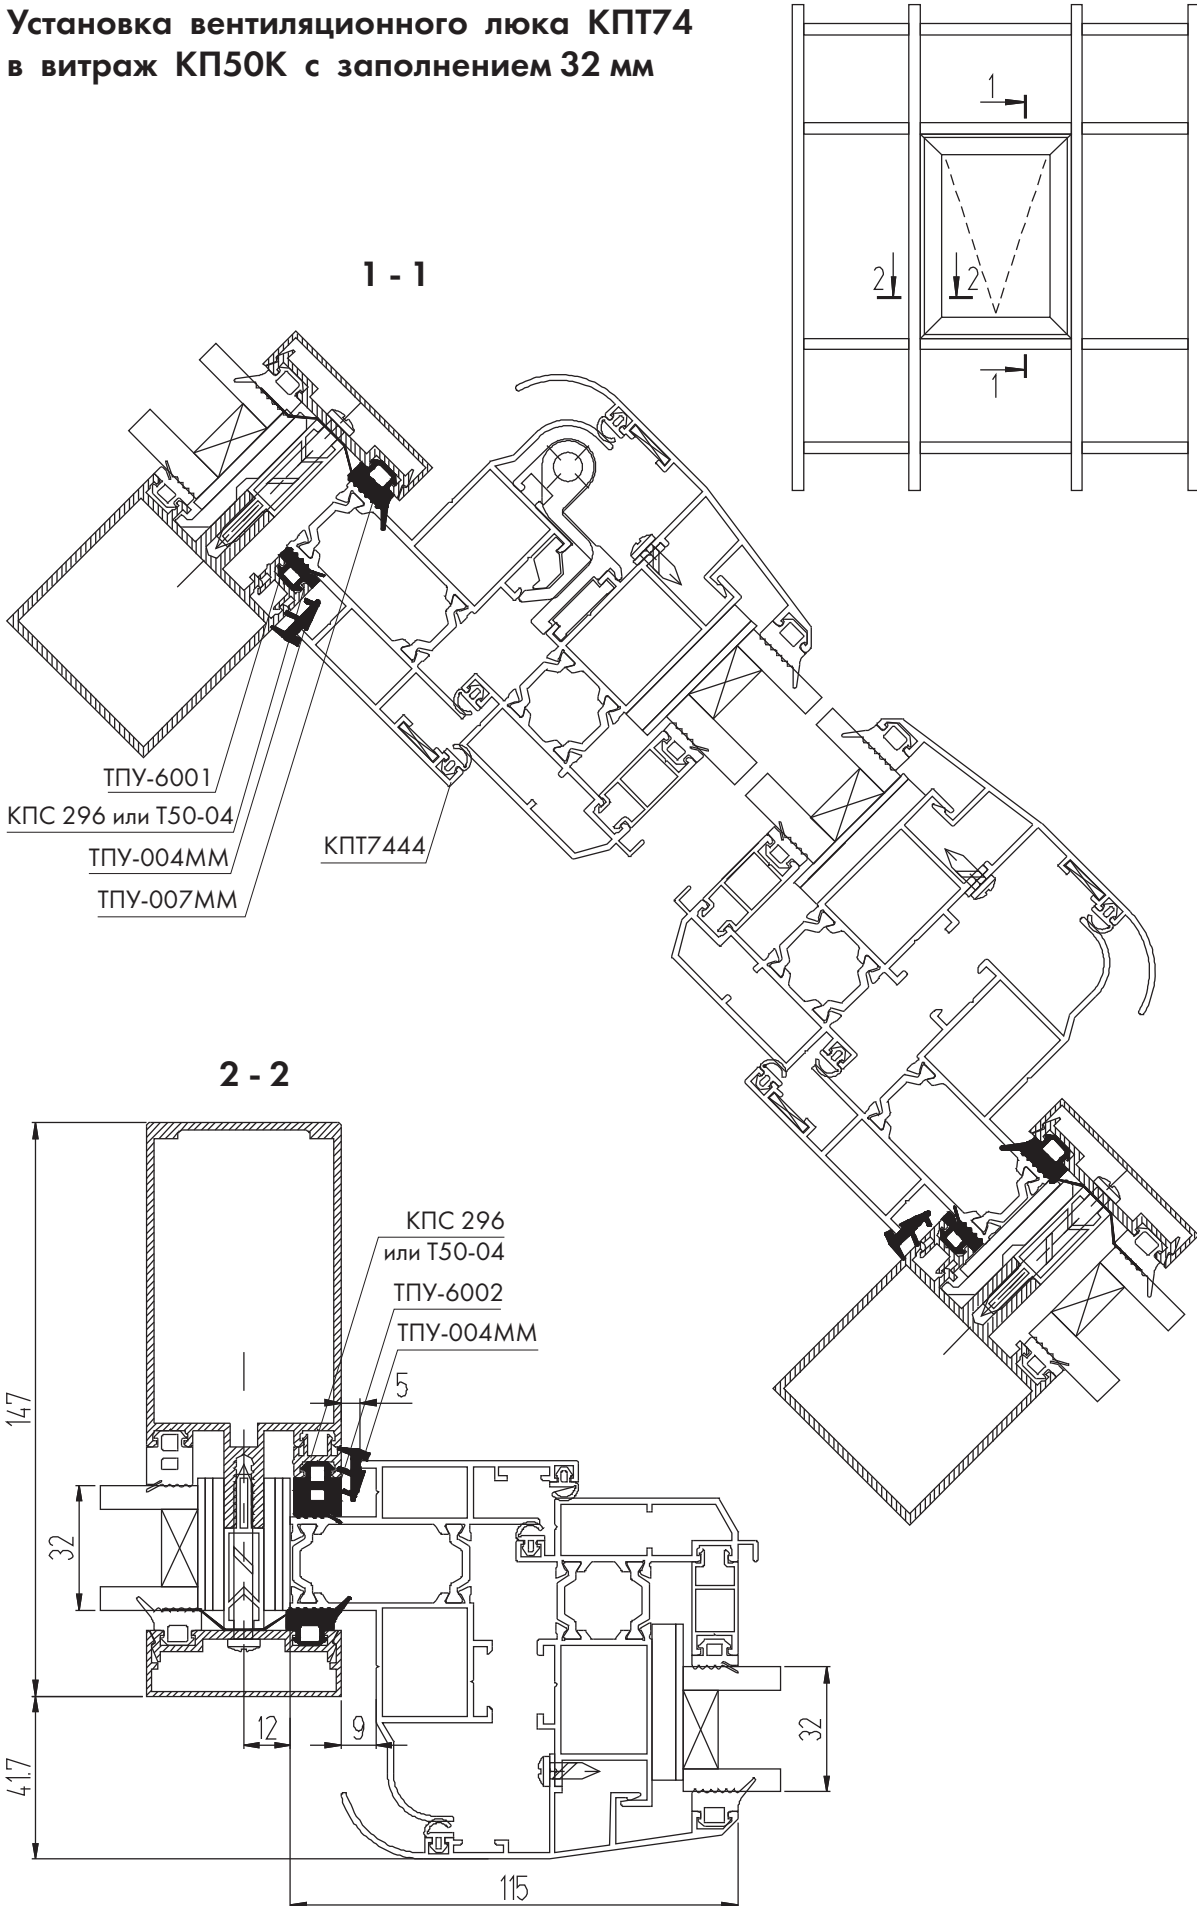 Установка вентиляционного люка КПТ74
в витраж КП50К с заполнением 32 мм
1
2
2
1
1 - 1
ТПУ-6001
КПС 296 или Т50-04
ТПУ-004ММ
ТПУ-007ММ
КПТ7444
2 - 2
КПС 296
или Т50-04
ТПУ-6002
ТПУ-004ММ
5
147
32
12
9
32
41.7
115